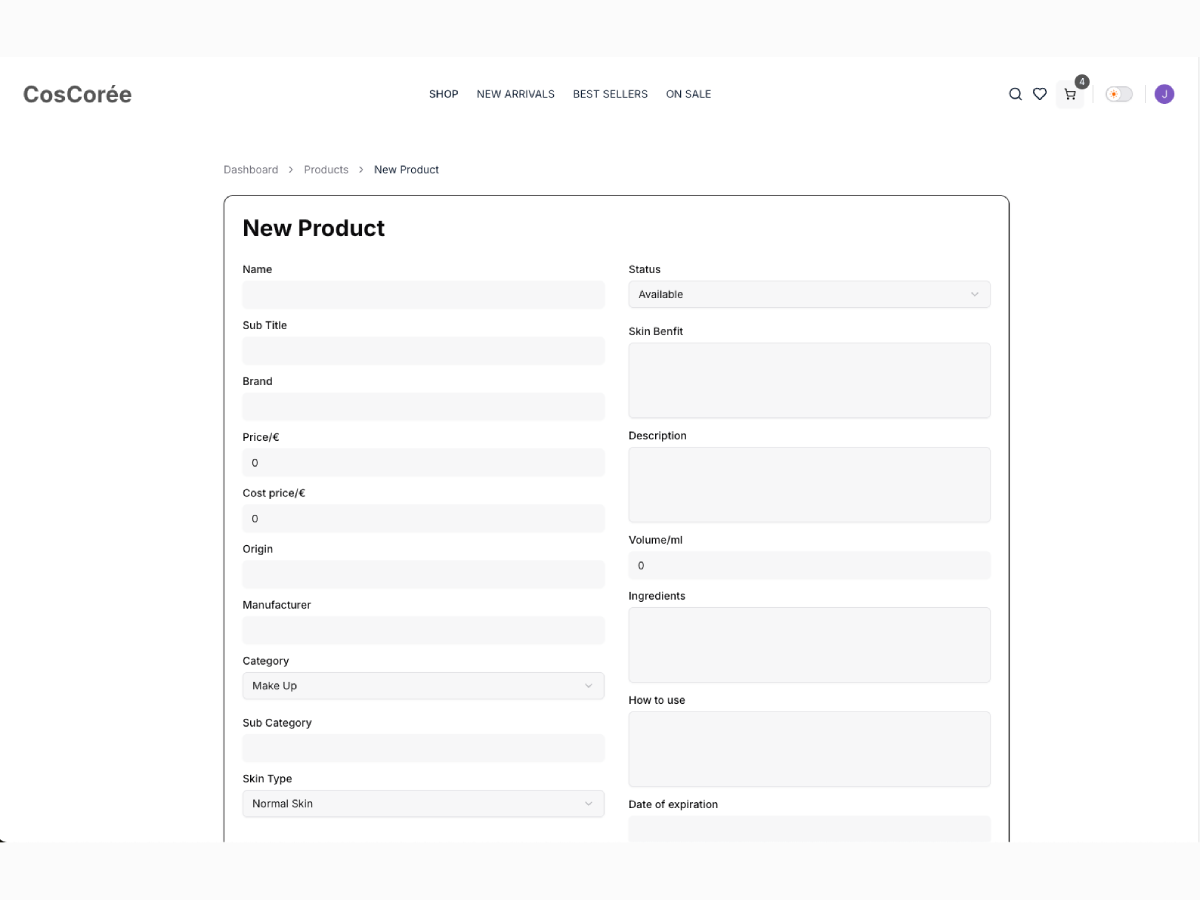 CosCorée
SHOP NEW ARRIVALS BEST SELLERS ON SALE
4
J
Dashboard > Products > New Product
New Product
Name
Sub Title
Brand
Price/€
0
Cost price/€
0
Origin
Manufacturer
Category
Make Up
Sub Category
Skin Type
Normal Skin
Status
Available
Skin Benfit
Description
Volume/ml
0
Ingredients
How to use
Date of expiration